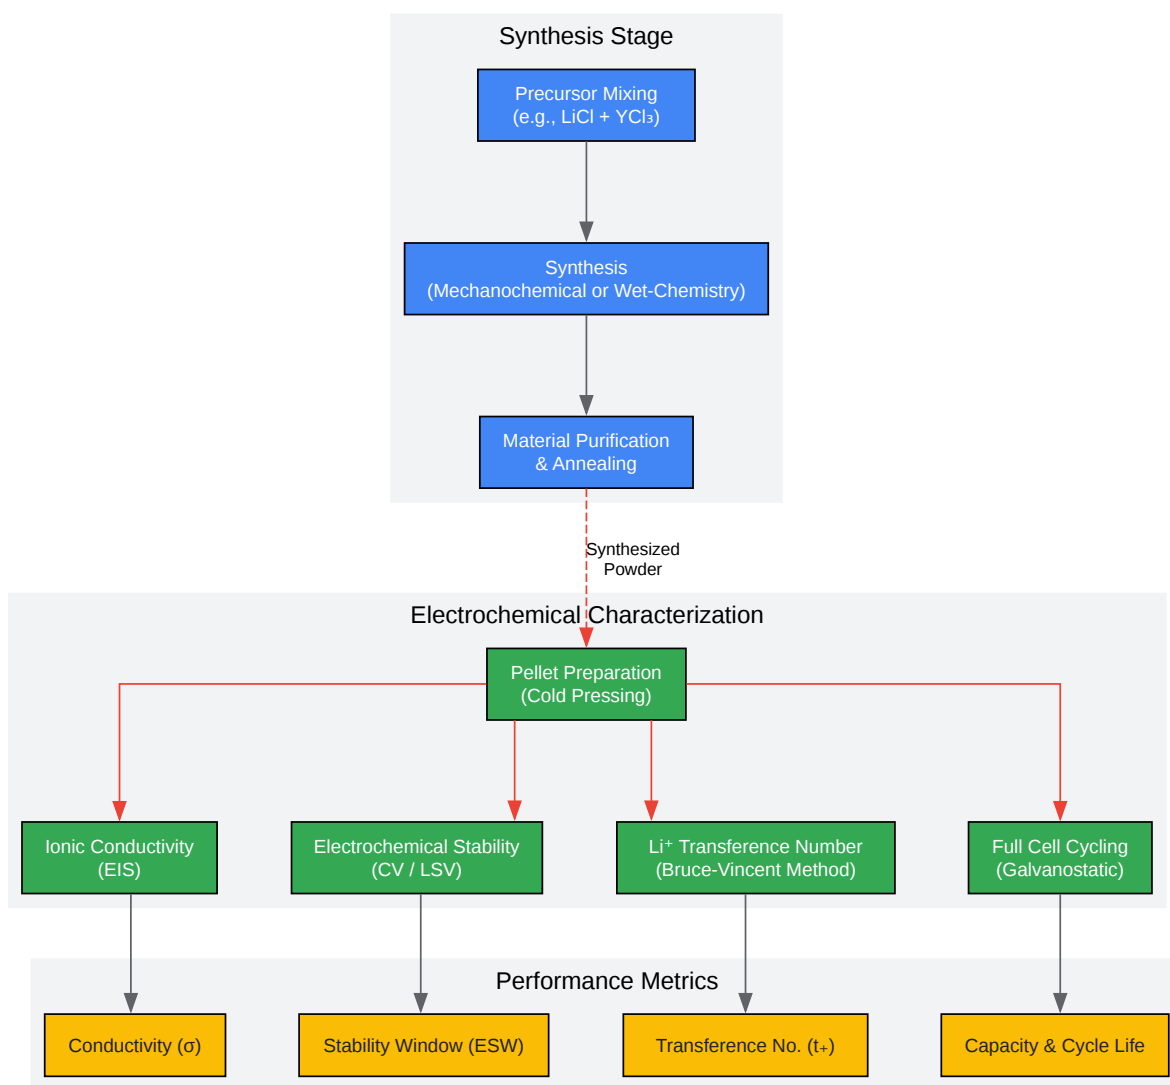 Synthesis Stage
Precursor Mixing
(e.g., LiCl + YCl₃)
Synthesis
(Mechanochemical or Wet-Chemistry)
Material Purification
& Annealing
Synthesized
Powder
Electrochemical Characterization
Pellet Preparation
(Cold Pressing)
Ionic Conductivity
(EIS)
Electrochemical Stability
(CV / LSV)
Li⁺ Transference Number
(Bruce-Vincent Method)
Full Cell Cycling
(Galvanostatic)
Performance Metrics
Conductivity (σ)
Stability Window (ESW)
Transference No. (t₊)
Capacity & Cycle Life